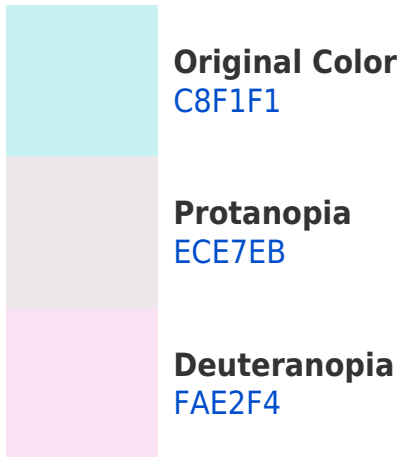 Original Color
C8F1F1
Protanopia
ECE7EB
Deuteranopia
FAE2F4